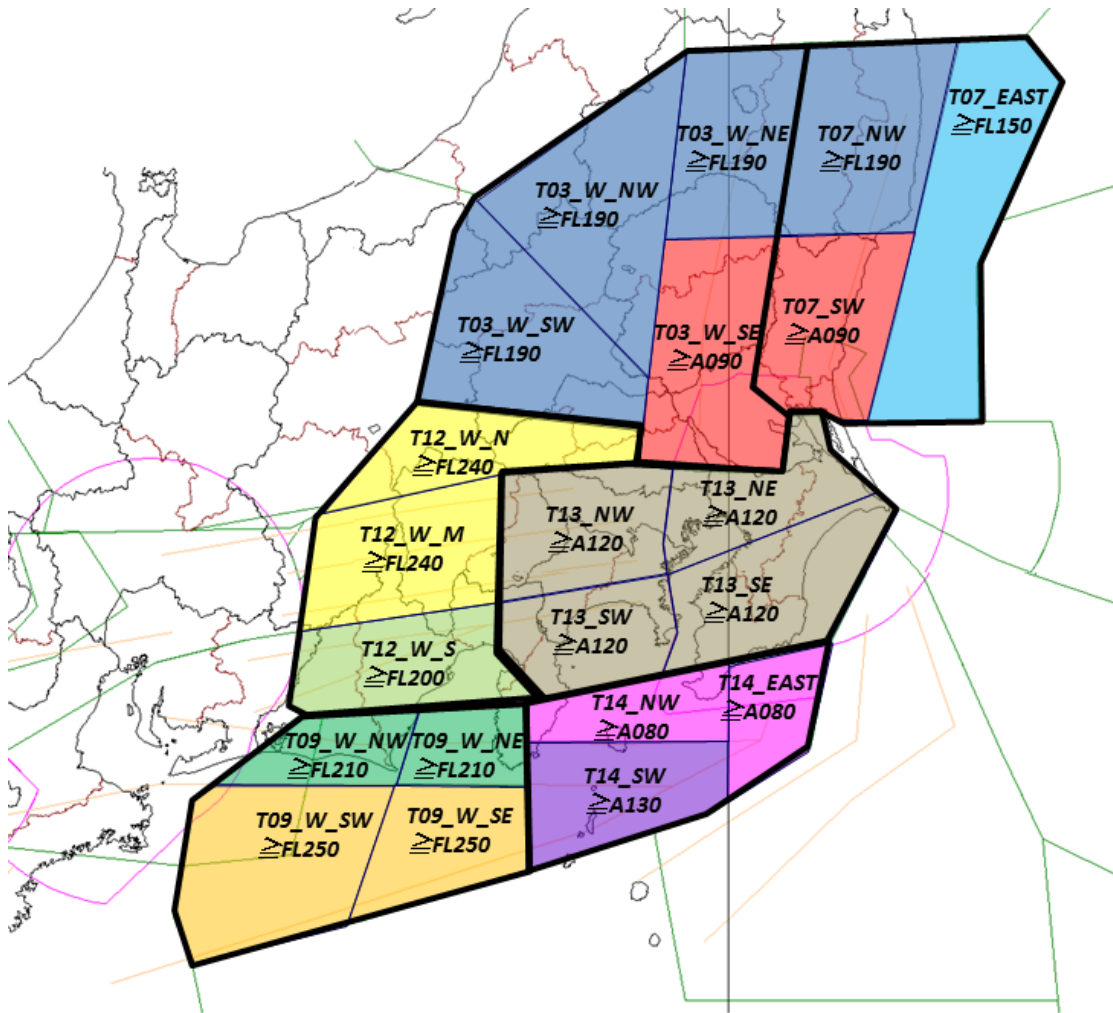 T07_EAST
≧FL150
T03_W_NE
≧FL190
T07_NW
≧FL190
T03_W_NW
≧FL190
T07_SW
≧A090
T03_W_SW
≧FL190
T03_W_SE
≧A090
T12_W_N
≧FL240
T13_NE
≧A120
T13_NW
≧A120
T12_W_M
≧FL240
T13_SE
≧A120
T13_SW
≧A120
T12_W_S
≧FL200
T14_EAST
≧A080
T14_NW
≧A080
T09_W_NW
≧FL210
T09_W_NE
≧FL210
T14_SW
≧A130
T09_W_SW
≧FL250
T09_W_SE
≧FL250